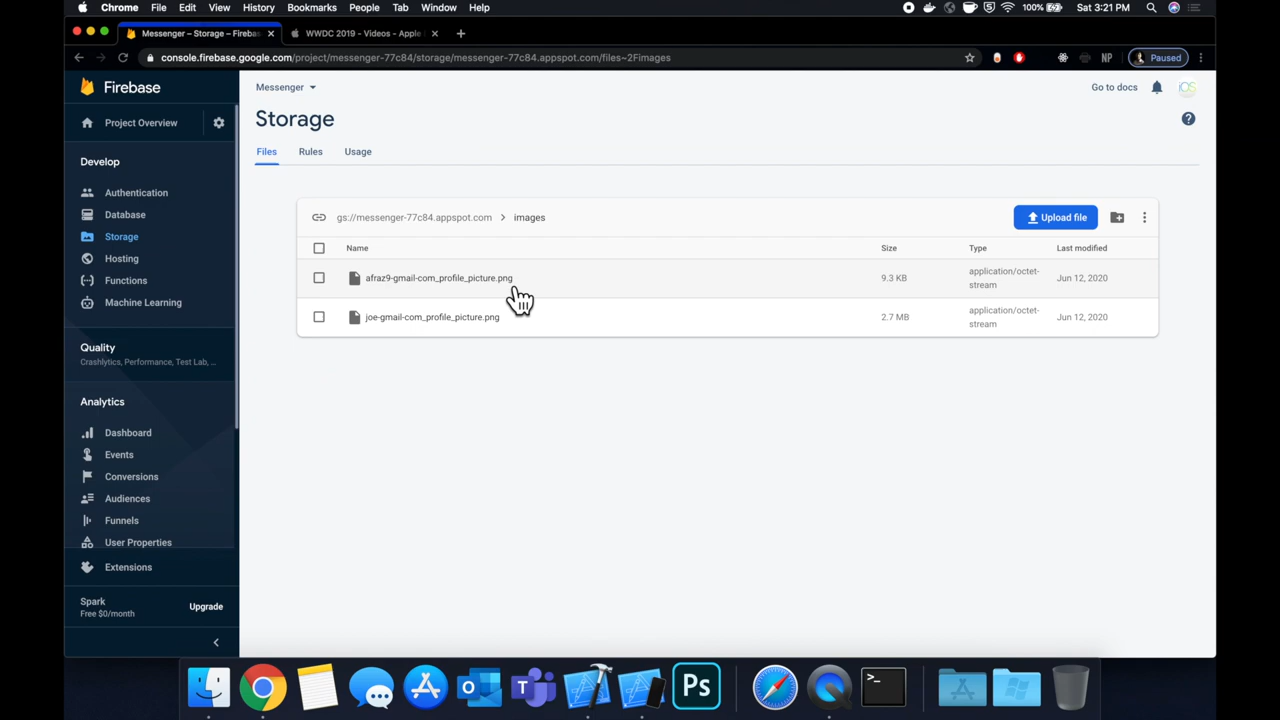 Chrome File Edit View History Bookmarks People Tab Window Help 100% Sat 3:21 PM
Messenger – Storage – Fireba WWDC 2019 - Videos - Apple
console.firebase.google.com/project/messenger-77c84/storage/messenger-77c84.appspot.com/files~2Fimages NP Paused
Firebase
Messenger
Go to docs
iOS
Project Overview
Storage
Files Rules Usage
Develop
Authentication
Database
Storage
Hosting
Functions
Machine Learning
Quality
Crashlytics, Performance, Test Lab, ...
Analytics
Dashboard
Events
Conversions
Audiences
Funnels
User Properties
Extensions
Spark
Free $0/month
Upgrade
gs://messenger-77c84.appspot.com > images
Upload file
Name Size Type Last modified
afraz9-gmail-com_profile_picture.png 9.3 KB application/octet-stream Jun 12, 2020
joe-gmail-com_profile_picture.png 2.7 MB application/octet-stream Jun 12, 2020
Ps